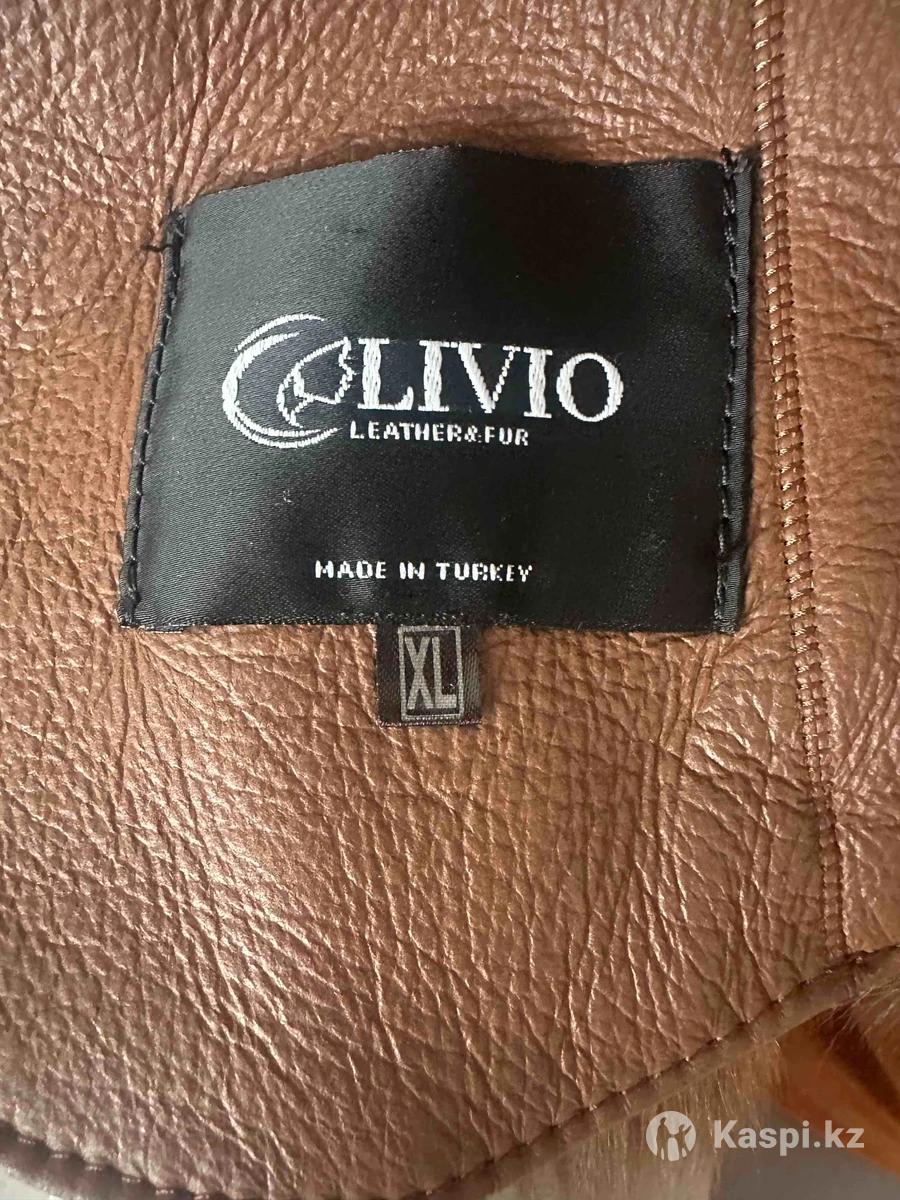 LIVIO
LEATHER&FUR
MADE IN TURKEY
XL
Kaspi.kz